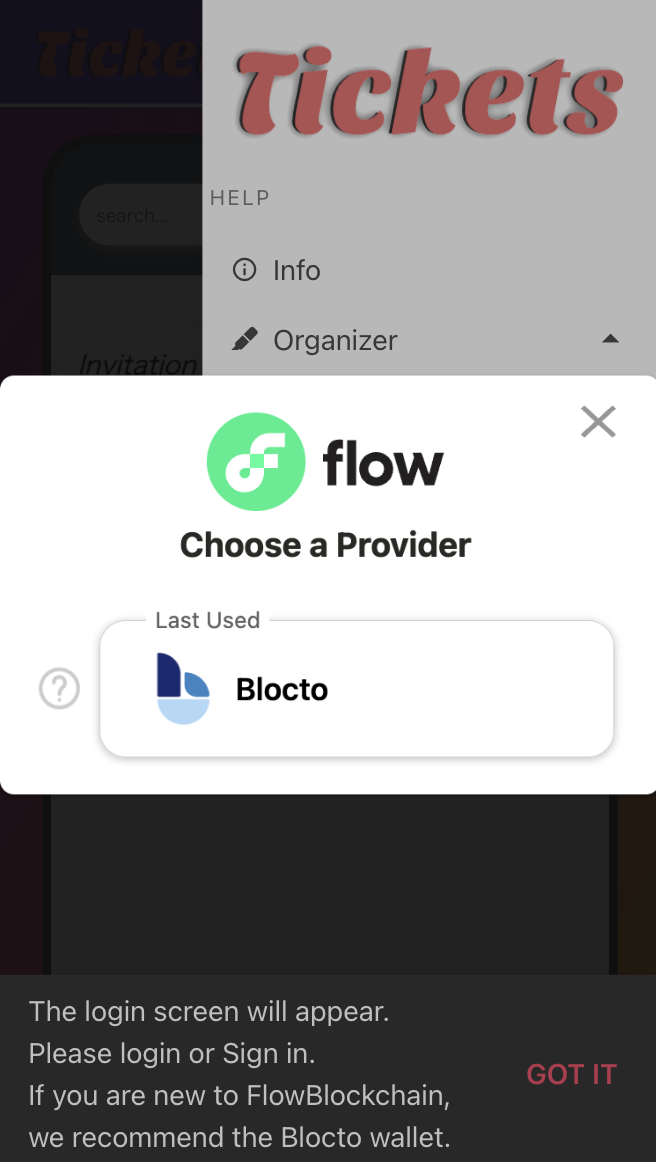 Ticke
Tickets
HELP
search...
Info
Organizer
Invitation
flow
Choose a Provider
Last Used
Blocto
The login screen will appear.
Please login or Sign in.
If you are new to FlowBlockchain,
we recommend the Blocto wallet.
GOT IT